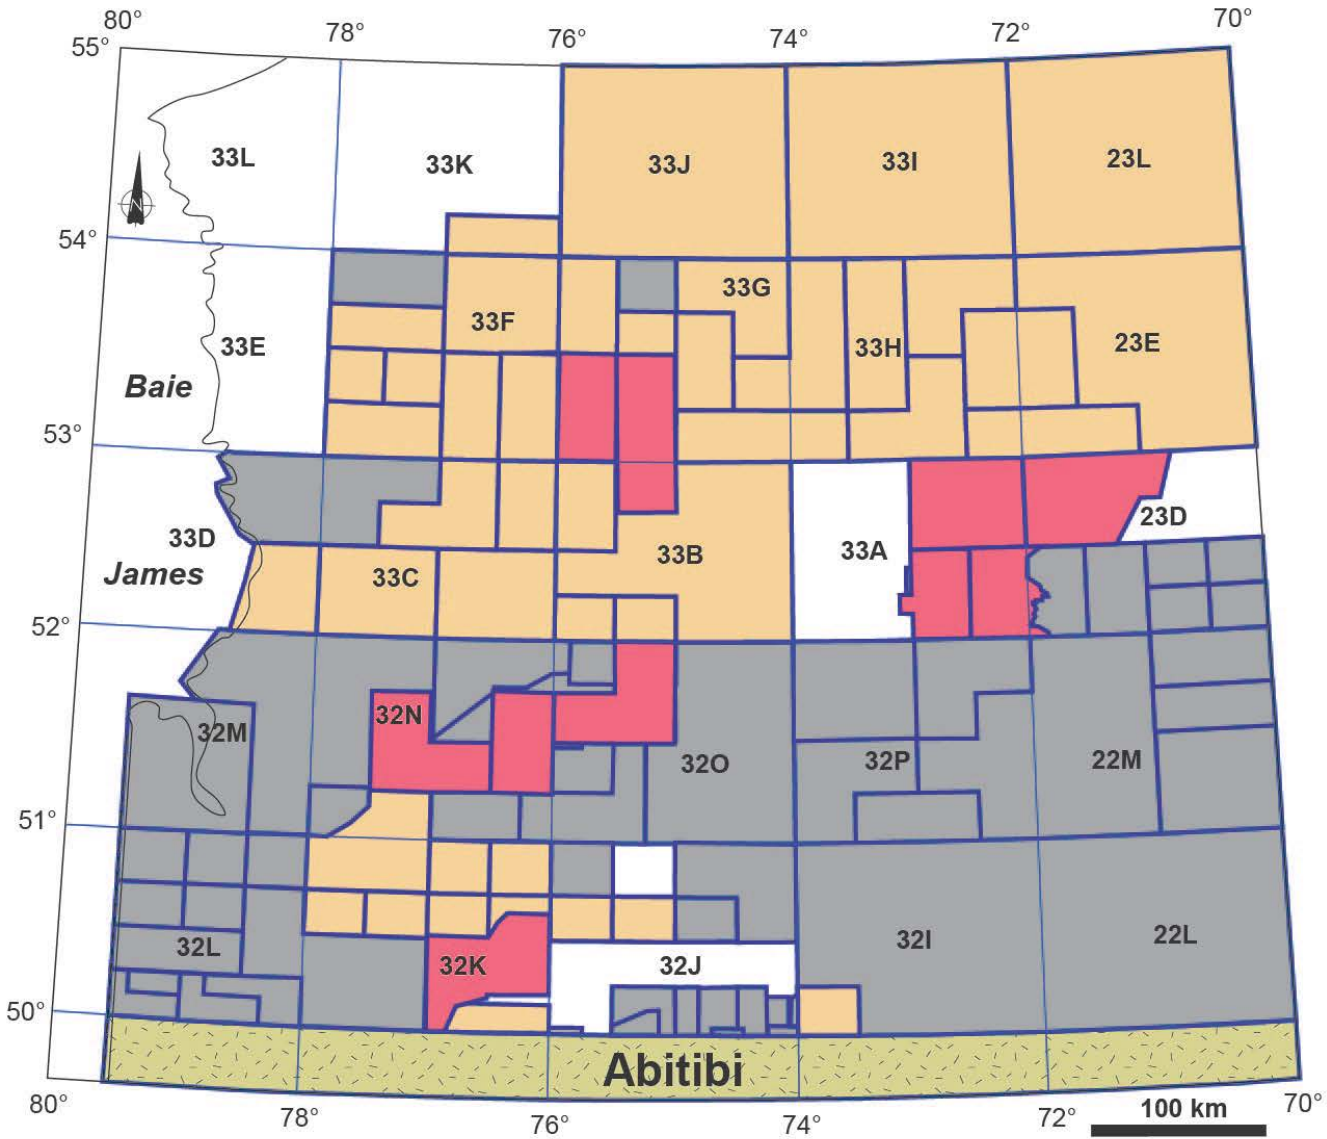 80°
78°
76°
74°
72°
70°
55°
33L
33K
33J
33I
23L
N
54°
33G
33F
33E
33H
23E
Baie
53°
23D
33D
33A
33B
James
33C
52°
32N
32M
32O
32P
22M
51°
32L
32K
32J
32I
22L
50°
Abitibi
80°
78°
76°
74°
72°
70°
100 km